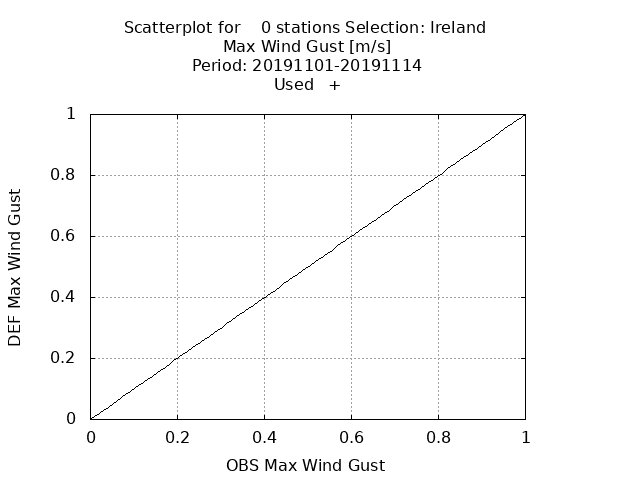 Scatterplot for    0 stations Selection: Ireland
Max Wind Gust [m/s]
Period: 20191101-20191114
Used   +
1
0.8
0.6
0.4
0.2
0
DEF Max Wind Gust
0 0.2 0.4 0.6 0.8 1
OBS Max Wind Gust